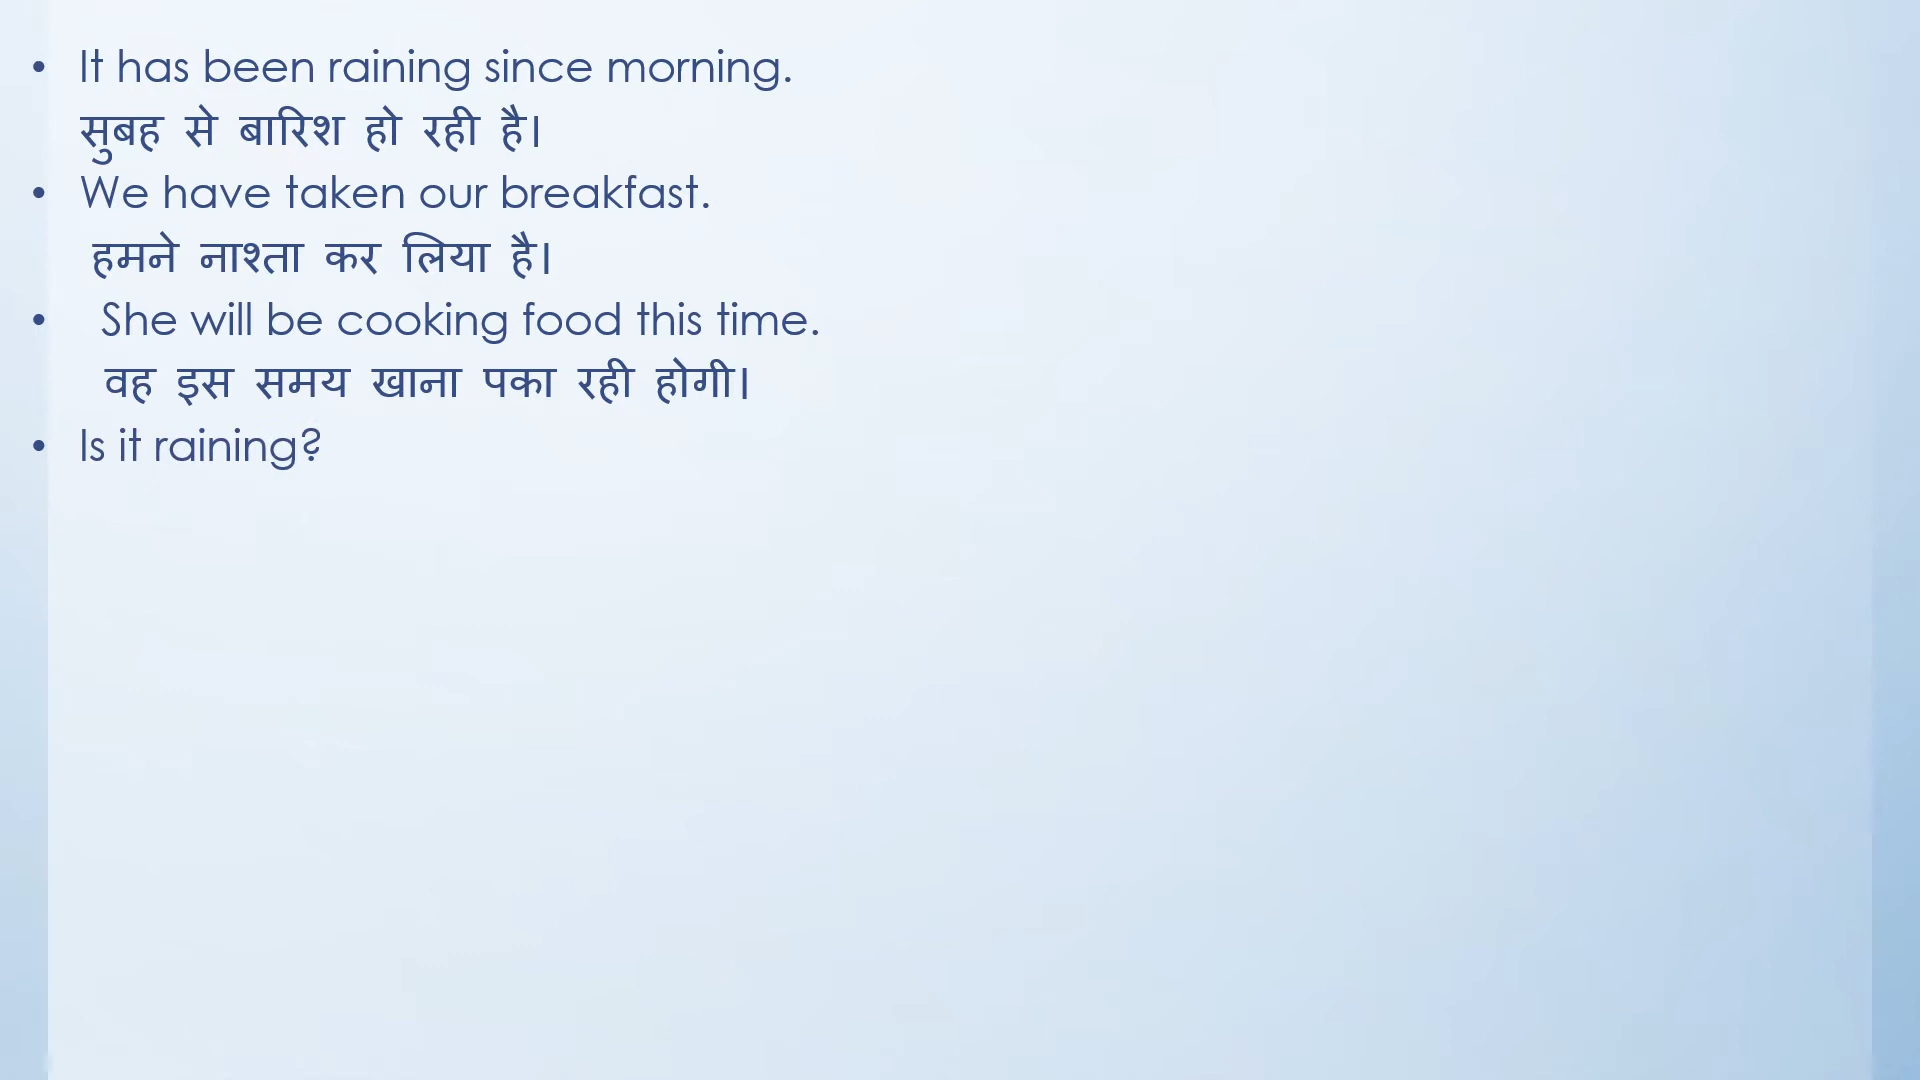 • It has been raining since morning.
सुबह से बारिश हो रही है।
• We have taken our breakfast.
हमने नाश्ता कर लिया है।
• She will be cooking food this time.
वह इस समय खाना पका रही होगी।
• Is it raining?